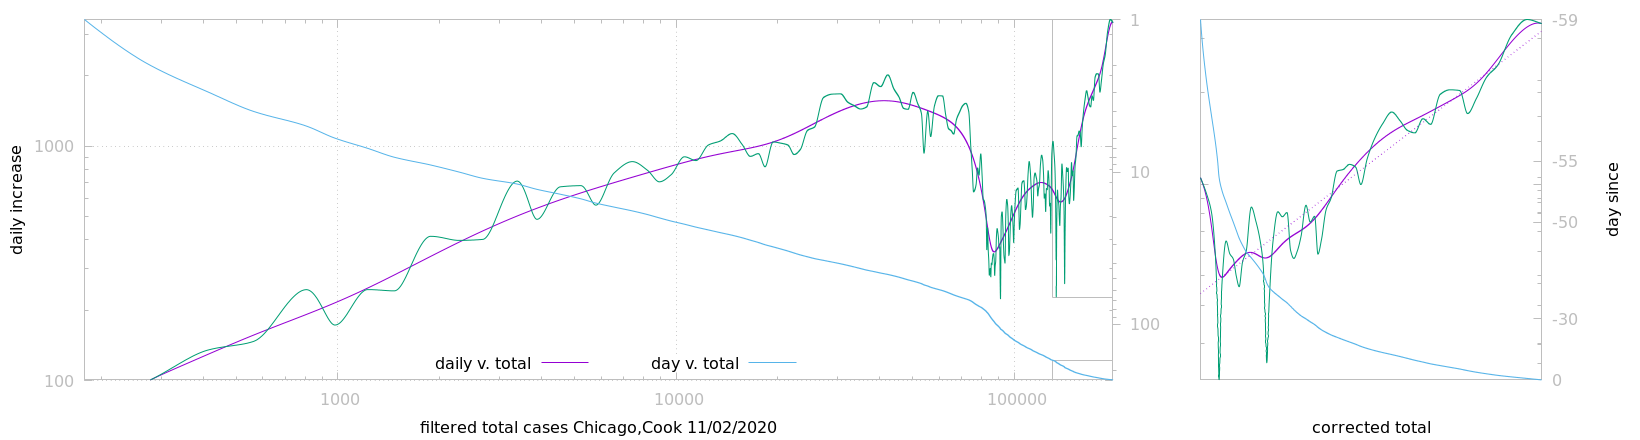 1
-59
daily increase
1000
10
-55
-50
day since
-30
100
daily v. total
day v. total
100
0
1000
10000
100000
filtered total cases Chicago,Cook 11/02/2020
corrected total